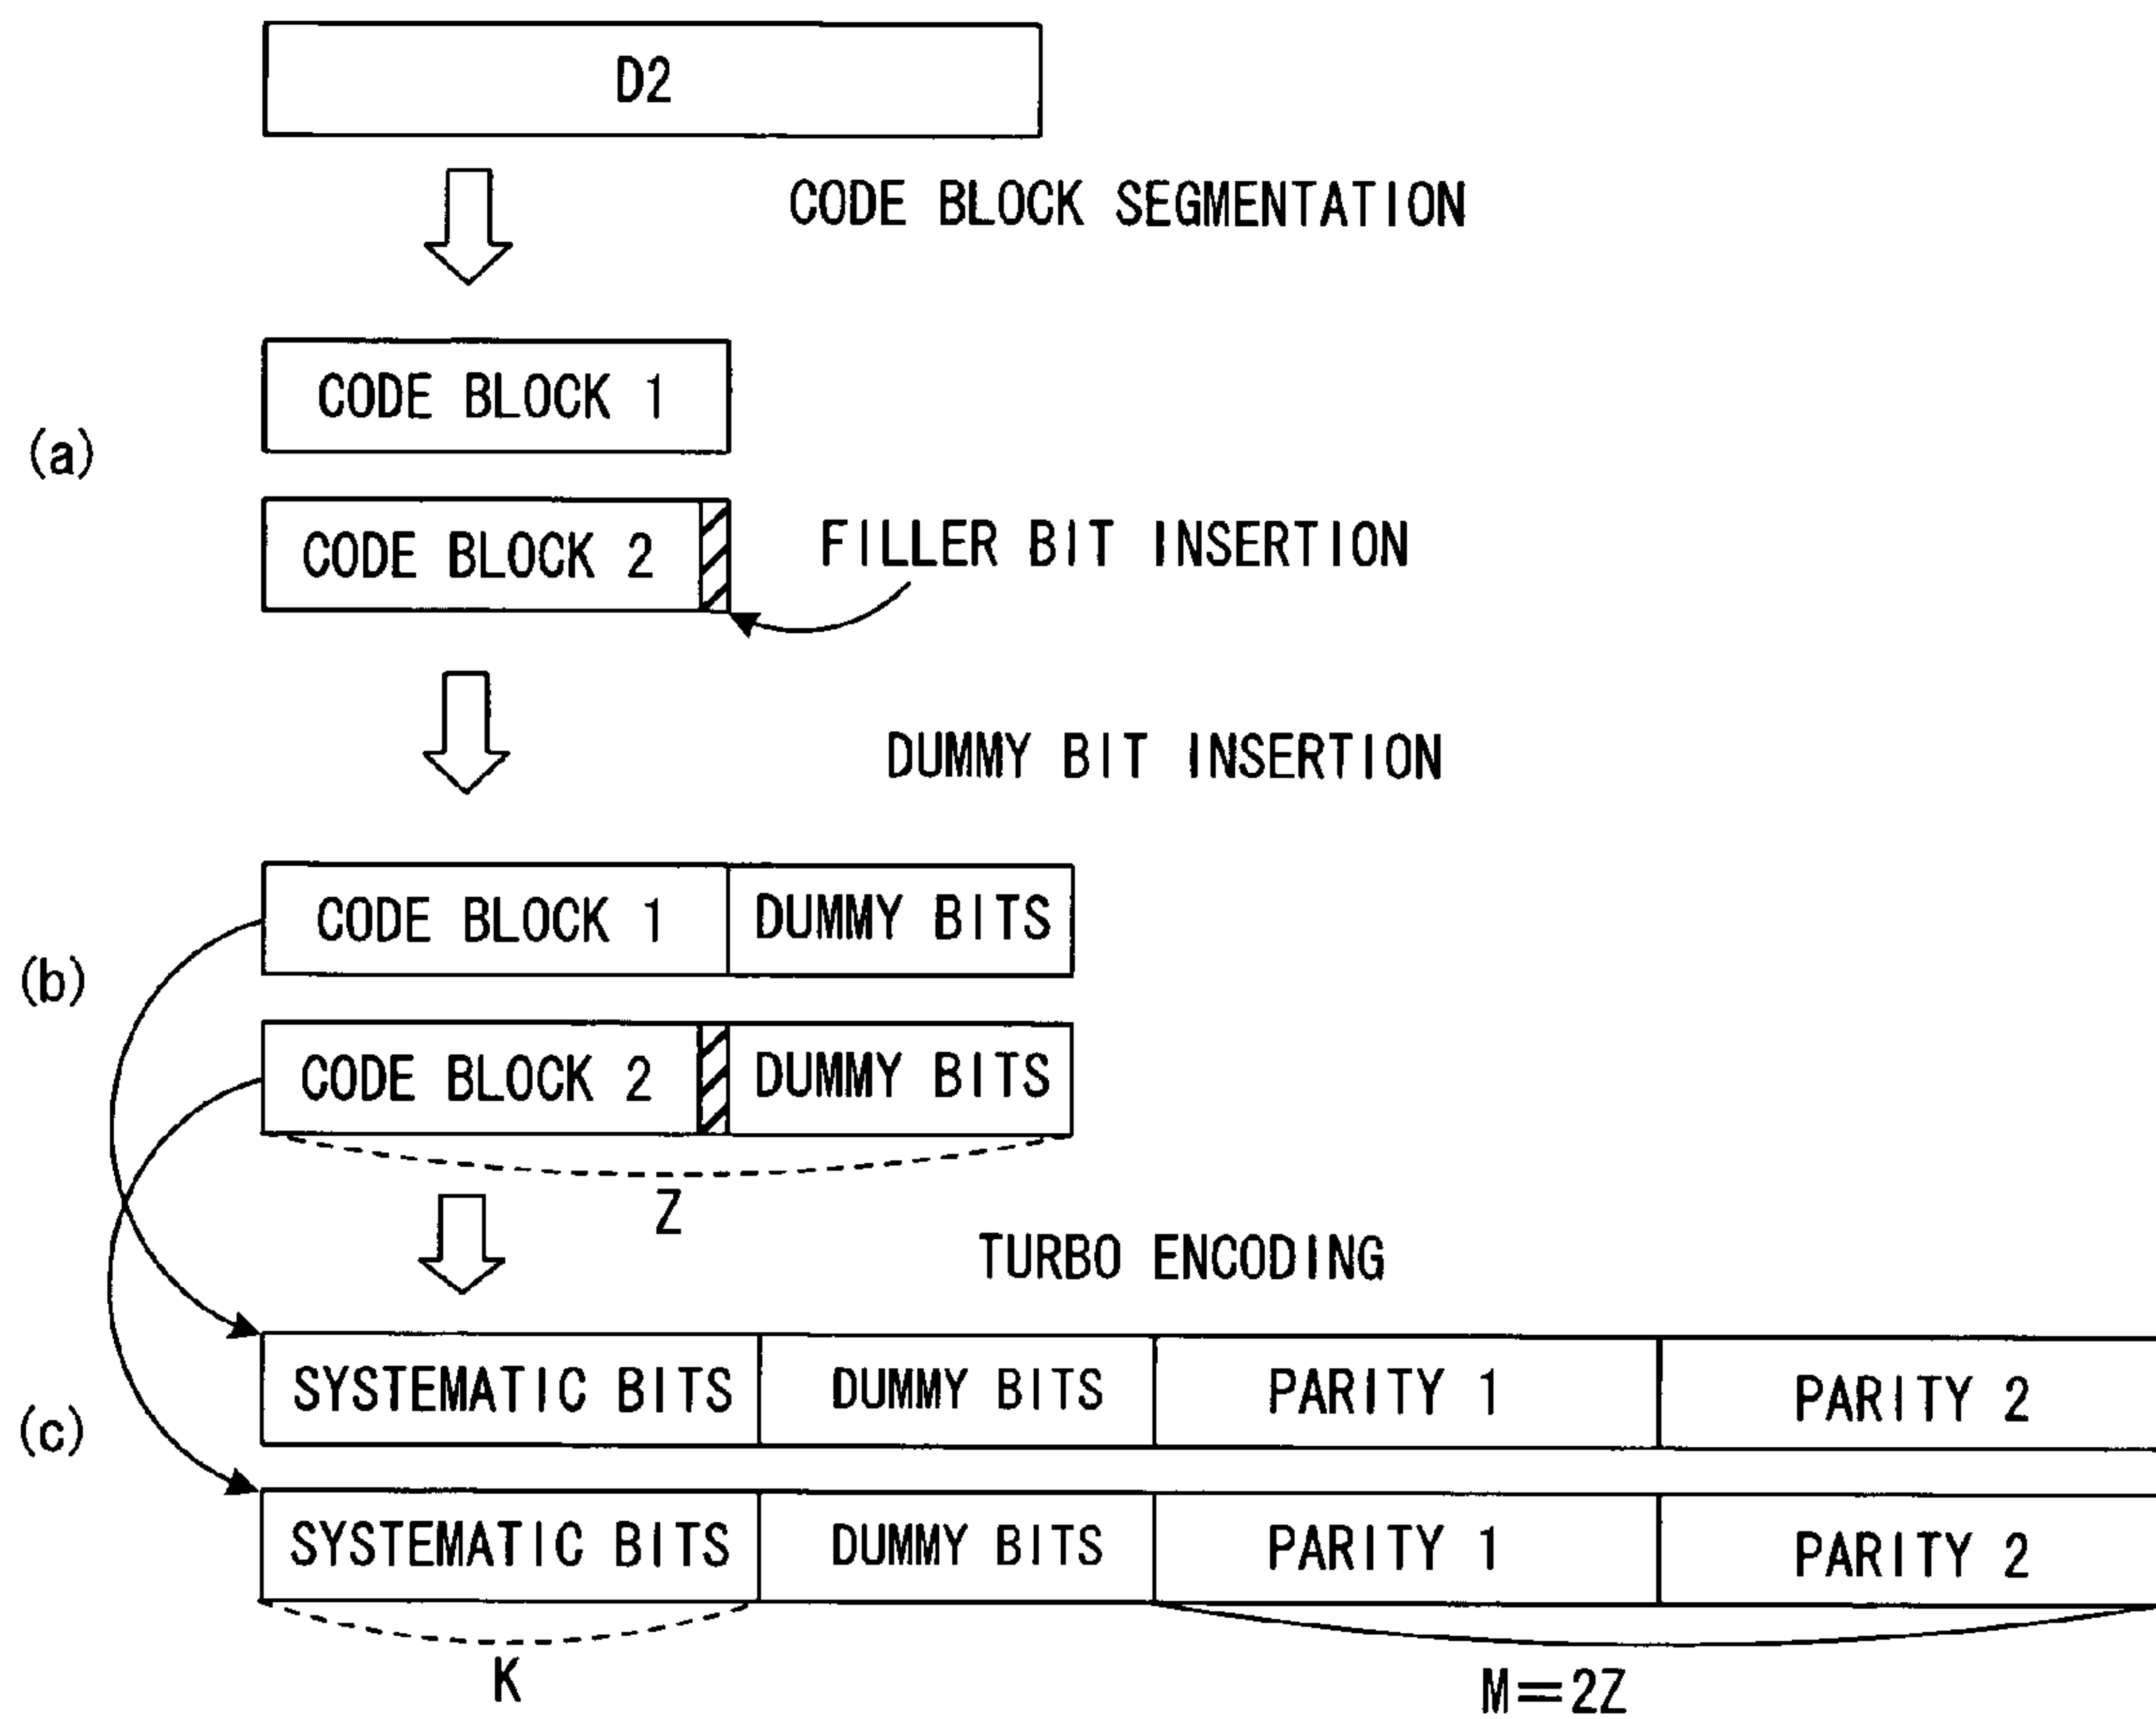 D2
CODE BLOCK SEGMENTATION
CODE BLOCK 1
(a)
CODE BLOCK 2
FILLER BIT INSERTION
DUMMY BIT INSERTION
CODE BLOCK 1 DUMMY BITS
(b)
CODE BLOCK 2 DUMMY BITS
Z
TURBO ENCODING
SYSTEMATIC BITS DUMMY BITS PARITY 1 PARITY 2
(c)
SYSTEMATIC BITS DUMMY BITS PARITY 1 PARITY 2
K
M=2Z